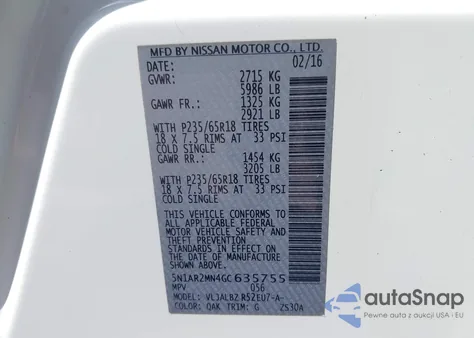 MFD BY NISSAN MOTOR CO., LTD.
DATE: 02/16
GVWR: 2715 KG
5986 LB
GAWR FR.: 1325 KG
2921 LB
WITH P235/65R18 TIRES
18 X 7.5 RIMS AT 33 PSI
COLD SINGLE
GAWR RR.: 1454 KG
3205 LB
WITH P235/65R18 TIRES
18 X 7.5 RIMS AT 33 PSI
COLD SINGLE
THIS VEHICLE CONFORMS TO
ALL APPLICABLE FEDERAL
MOTOR VEHICLE SAFETY AND
THEFT PREVENTION
STANDARDS IN EFFECT
ON THE DATE OF
MANUFACTURE SHOWN ABOVE.
5N1AR2MN4GC635755
MPV 056
MODEL: VLJALBZ R52EU7-A-
COLOR: QAK TRIM: G 2S30A
autaSnap
Auta z aukcji USA i EU